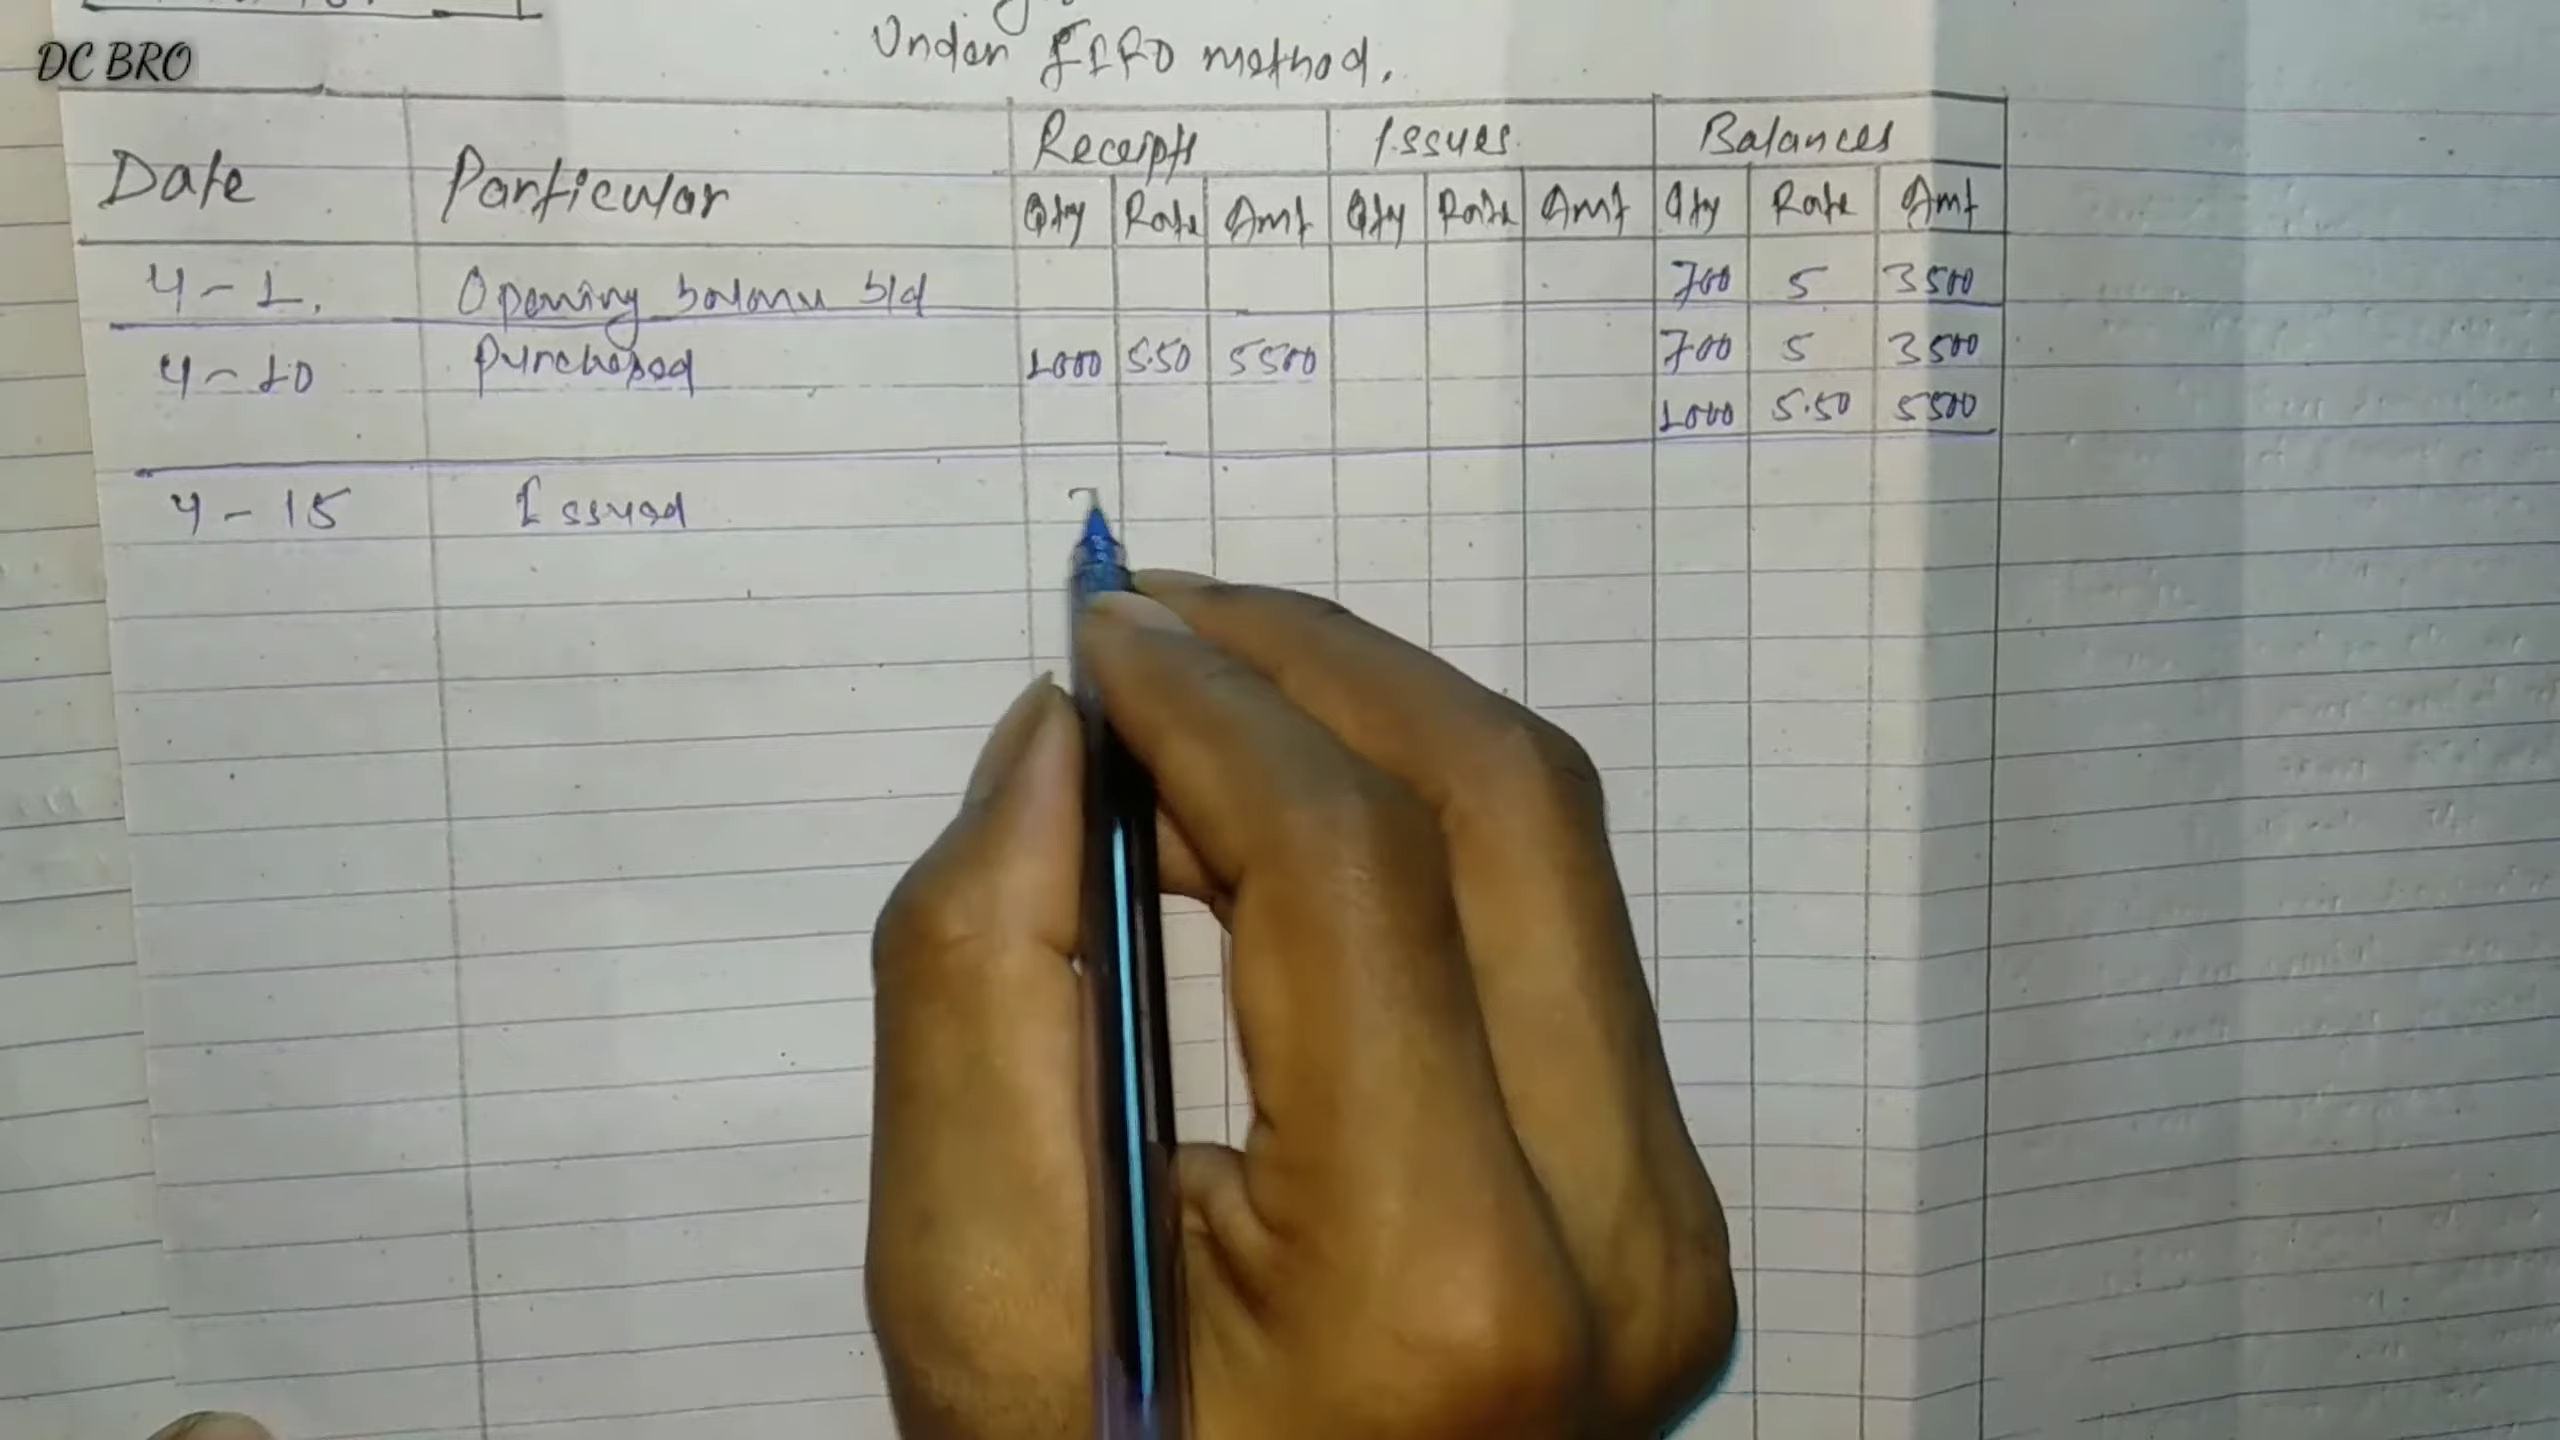 DC BRO
Under FIFO method.
Date Particular Receipts Issues Balances
Qty Rate Amt Qty Rate Amt Qty Rate Amt
4-1. Opening balance b/d 700 5 3500
4-10 Purchased 1000 5.50 5500 700 5 3500
1000 5.50 5500
4-15 Issued